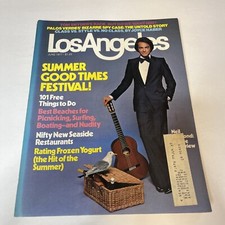 PALOS VERDES' BIZARRE SPY CASE: THE UNTOLD STORY
CLASS VS. STYLE VS. NO CLASS, BY JOYCE HABER
Los Angeles
SUMMER
GOOD TIMES
FESTIVAL!
101 Free
Things to Do
Best Beaches for
Picnicking, Surfing,
Boating—and Nudity
Nifty New Seaside
Restaurants
Rating Frozen Yogurt
(the Hit of the
Summer)
Neil